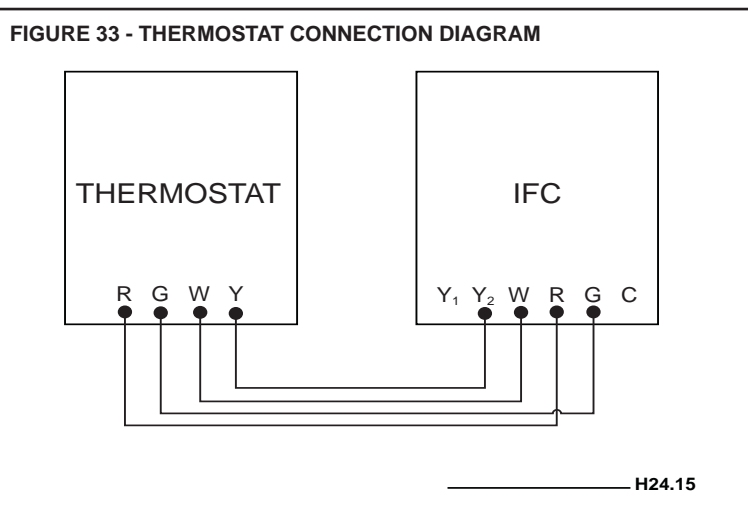 FIGURE 33 - THERMOSTAT CONNECTION DIAGRAM
THERMOSTAT
IFC
R G W Y
Y₁ Y₂ W R G C
H24.15